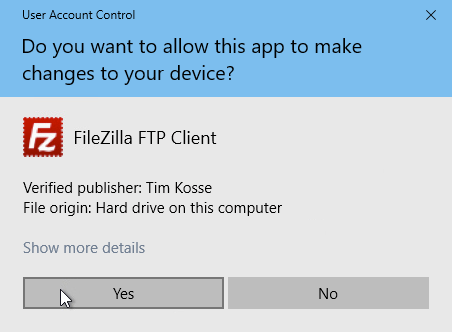 User Account Control
Do you want to allow this app to make
changes to your device?
Fz FileZilla FTP Client
Verified publisher: Tim Kosse
File origin: Hard drive on this computer
Show more details
Yes No